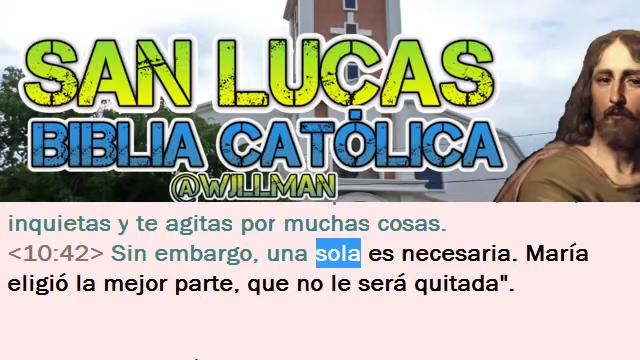 SAN LUCAS
BIBLIA CATÓLICA
@WJLLMAN
inquietas y te agitas por muchas cosas.
<10:42> Sin embargo, una sola es necesaria. María
eligió la mejor parte, que no le será quitada".